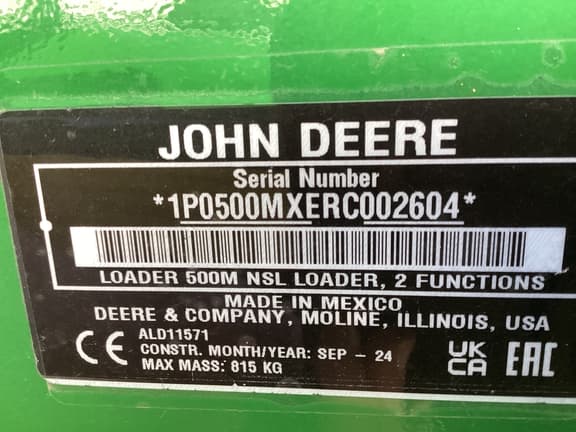 JOHN DEERE
Serial Number
*1P0500MXERC002604*
LOADER 500M NSL LOADER, 2 FUNCTIONS
MADE IN MEXICO
DEERE & COMPANY, MOLINE, ILLINOIS, USA
ALD11571
CONSTR. MONTH/YEAR: SEP - 24
MAX MASS: 815 KG
CE
UK
CA
EAC